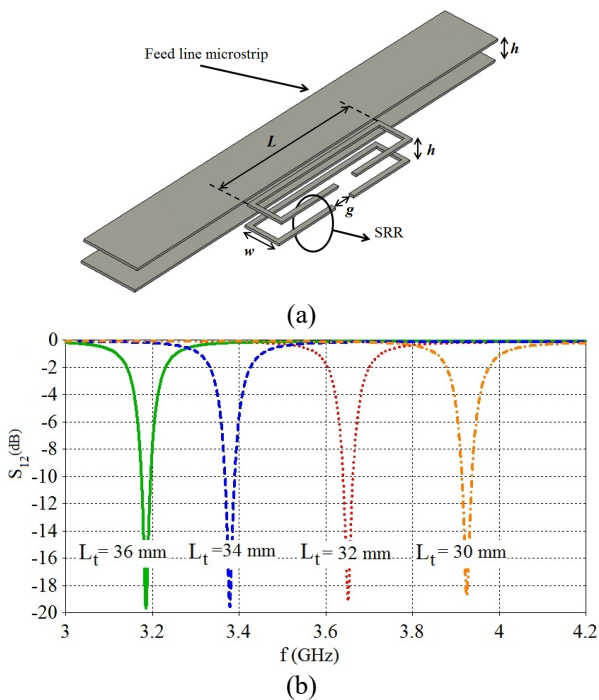 Feed line microstrip
h
L
h
g
w
SRR
(a)
0
-2
-4
-6
-8
-10
-12
-14
-16
-18
-20
S12(dB)
Lt= 36 mm
Lt=34 mm
Lt= 32 mm
Lt= 30 mm
3 3.2 3.4 3.6 3.8 4 4.2
f (GHz)
(b)